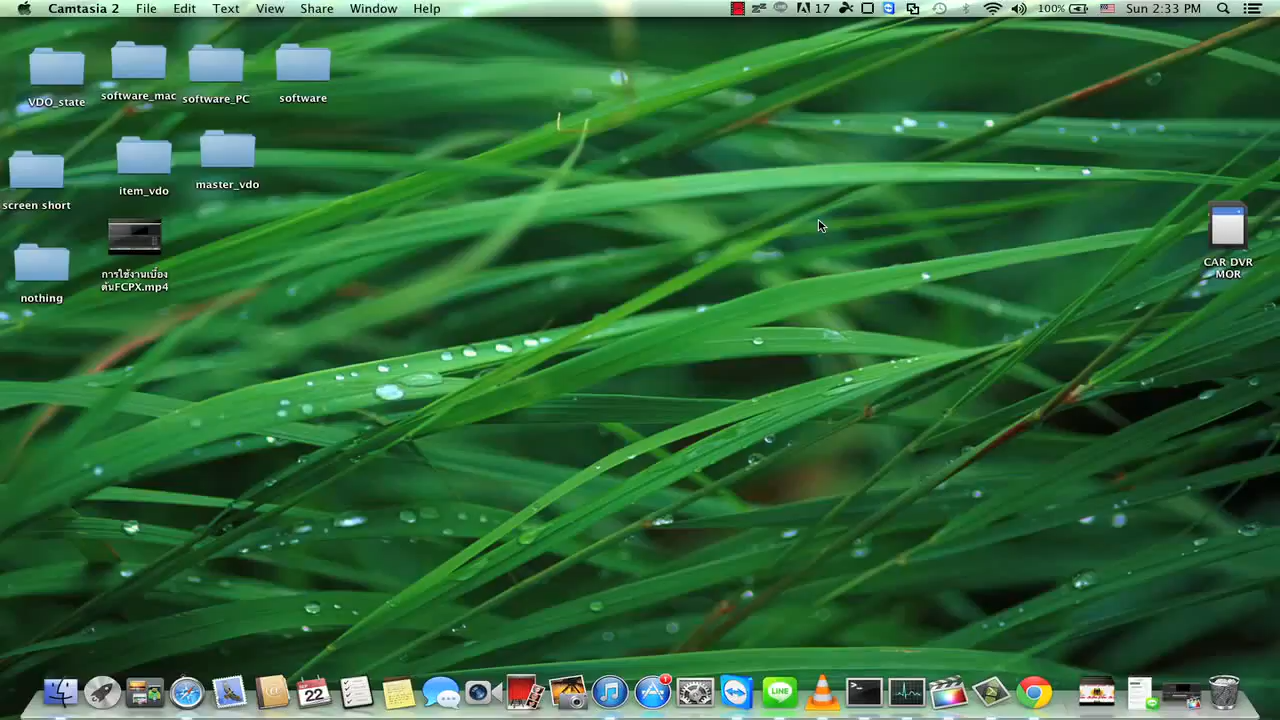 Camtasia 2 File Edit Text View Share Window Help 17 100% Sun 2:33 PM
VDO_state
software_mac
software_PC
software
screen short
item_vdo
master_vdo
nothing
การใช้งานเบื้อง
ต้นFCPX.mp4
CAR DVR
MOR
22
1
LINE